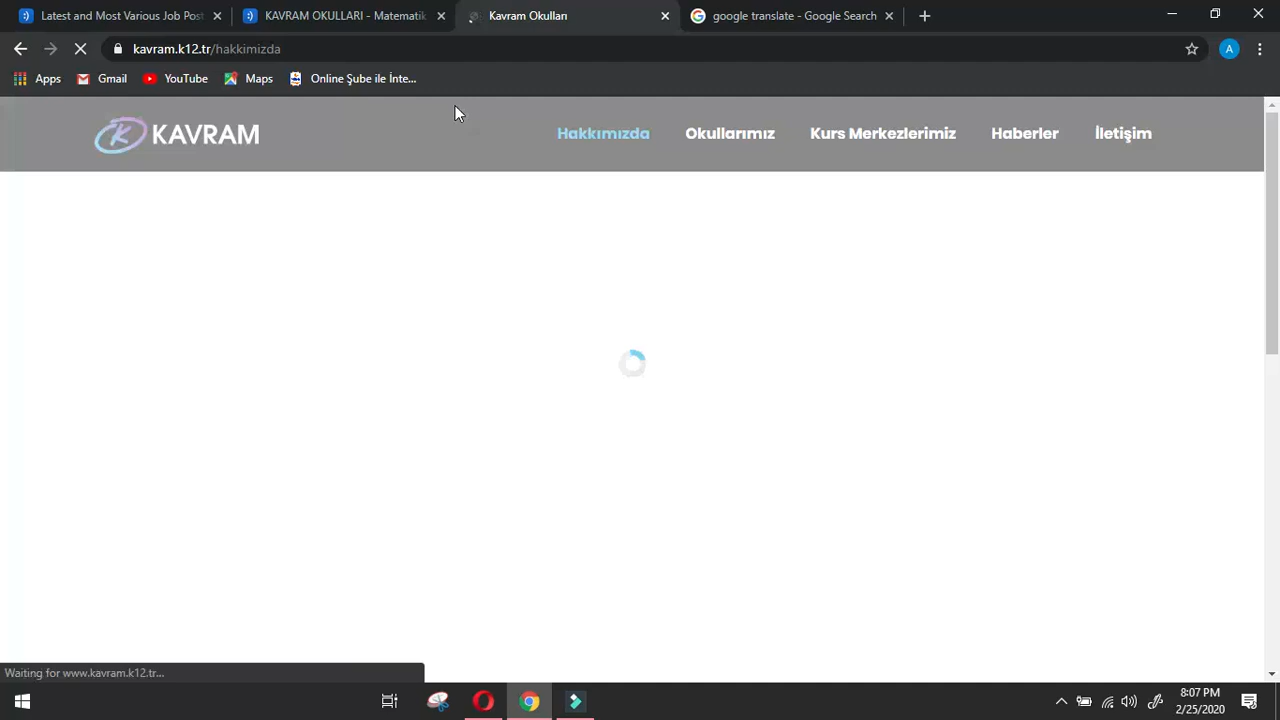 Latest and Most Various Job Post
KAVRAM OKULLARI - Matematik
Kavram Okulları
google translate - Google Search
kavram.k12.tr/hakkimizda
A
Apps
Gmail
YouTube
Maps
Online Şube ile İnte...
K KAVRAM
Hakkımızda
Okullarımız
Kurs Merkezlerimiz
Haberler
İletişim
Waiting for www.kavram.k12.tr...
8:07 PM
2/25/2020